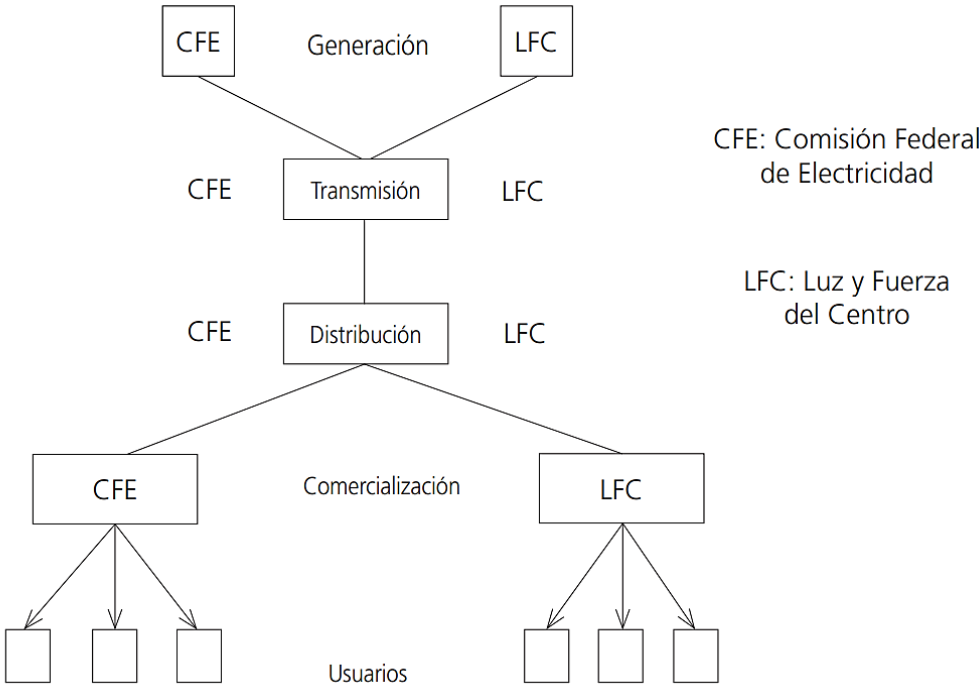 CFE Generación LFC
CFE Transmisión LFC
CFE: Comisión Federal
de Electricidad
LFC: Luz y Fuerza
del Centro
CFE Distribución LFC
CFE Comercialización LFC
Usuarios